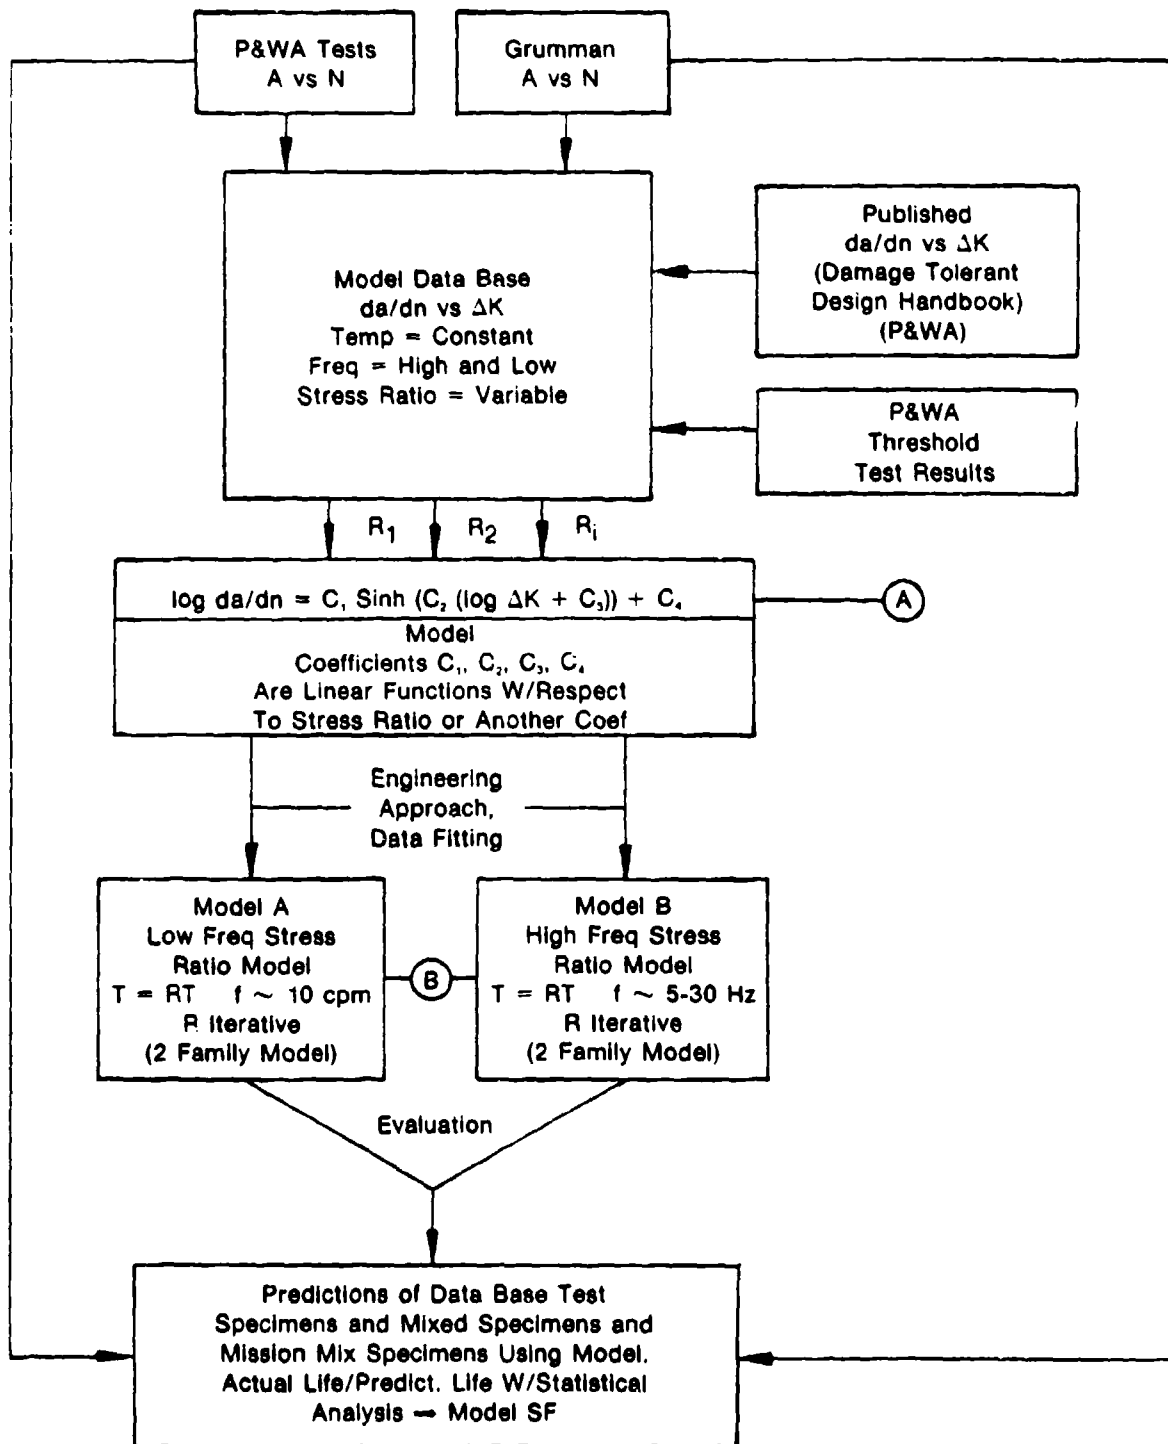 P&WA Tests
A vs N
Grumman
A vs N
Model Data Base
da/dn vs ΔK
Temp = Constant
Freq = High and Low
Stress Ratio = Variable
Published
da/dn vs ΔK
(Damage Tolerant
Design Handbook)
(P&WA)
P&WA
Threshold
Test Results
R₁ R₂ Rᵢ
log da/dn = C, Sinh (C₂ (log ΔK + C₃)) + C₄
A
Model
Coefficients C₁, C₂, C₃, C₄
Are Linear Functions W/Respect
To Stress Ratio or Another Coef
Engineering
Approach,
Data Fitting
Model A
Low Freq Stress
Ratio Model
T = RT f ~ 10 cpm
R Iterative
(2 Family Model)
B
Model B
High Freq Stress
Ratio Model
T = RT f ~ 5-30 Hz
R Iterative
(2 Family Model)
Evaluation
Predictions of Data Base Test
Specimens and Mixed Specimens and
Mission Mix Specimens Using Model.
Actual Life/Predict. Life W/Statistical
Analysis → Model SF